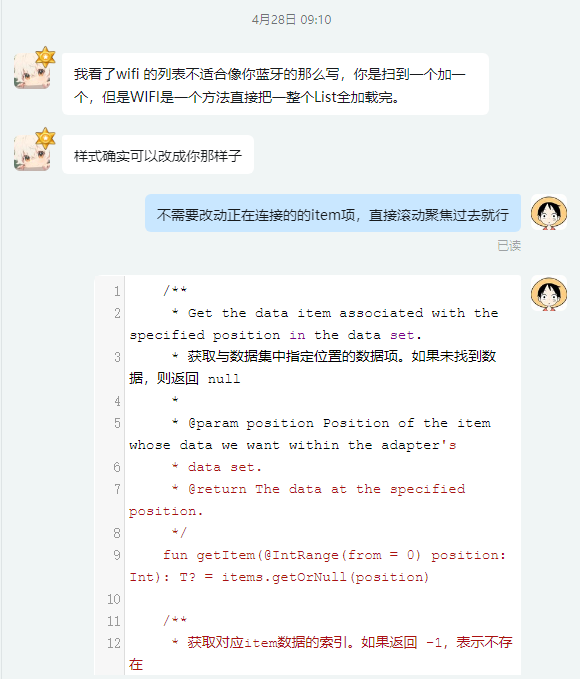 4月28日 09:10
我看了wifi 的列表不适合像你蓝牙的那么写，你是扫到一个加一
个，但是WIFI是一个方法直接把一整个List全加载完。
样式确实可以改成你那样子
不需要改动正在连接的的item项，直接滚动聚焦过去就行
已读
1 /**
2 * Get the data item associated with the
specified position in the data set.
3 * 获取与数据集中指定位置的数据项。如果未找到数
据，则返回 null
4 *
5 * @param position Position of the item
whose data we want within the adapter's
6 * data set.
7 * @return The data at the specified
position.
8 */
9 fun getItem(@IntRange(from = 0) position:
Int): T? = items.getOrNull(position)
10
11 /**
12 * 获取对应item数据的索引。如果返回 -1，表示不存
在